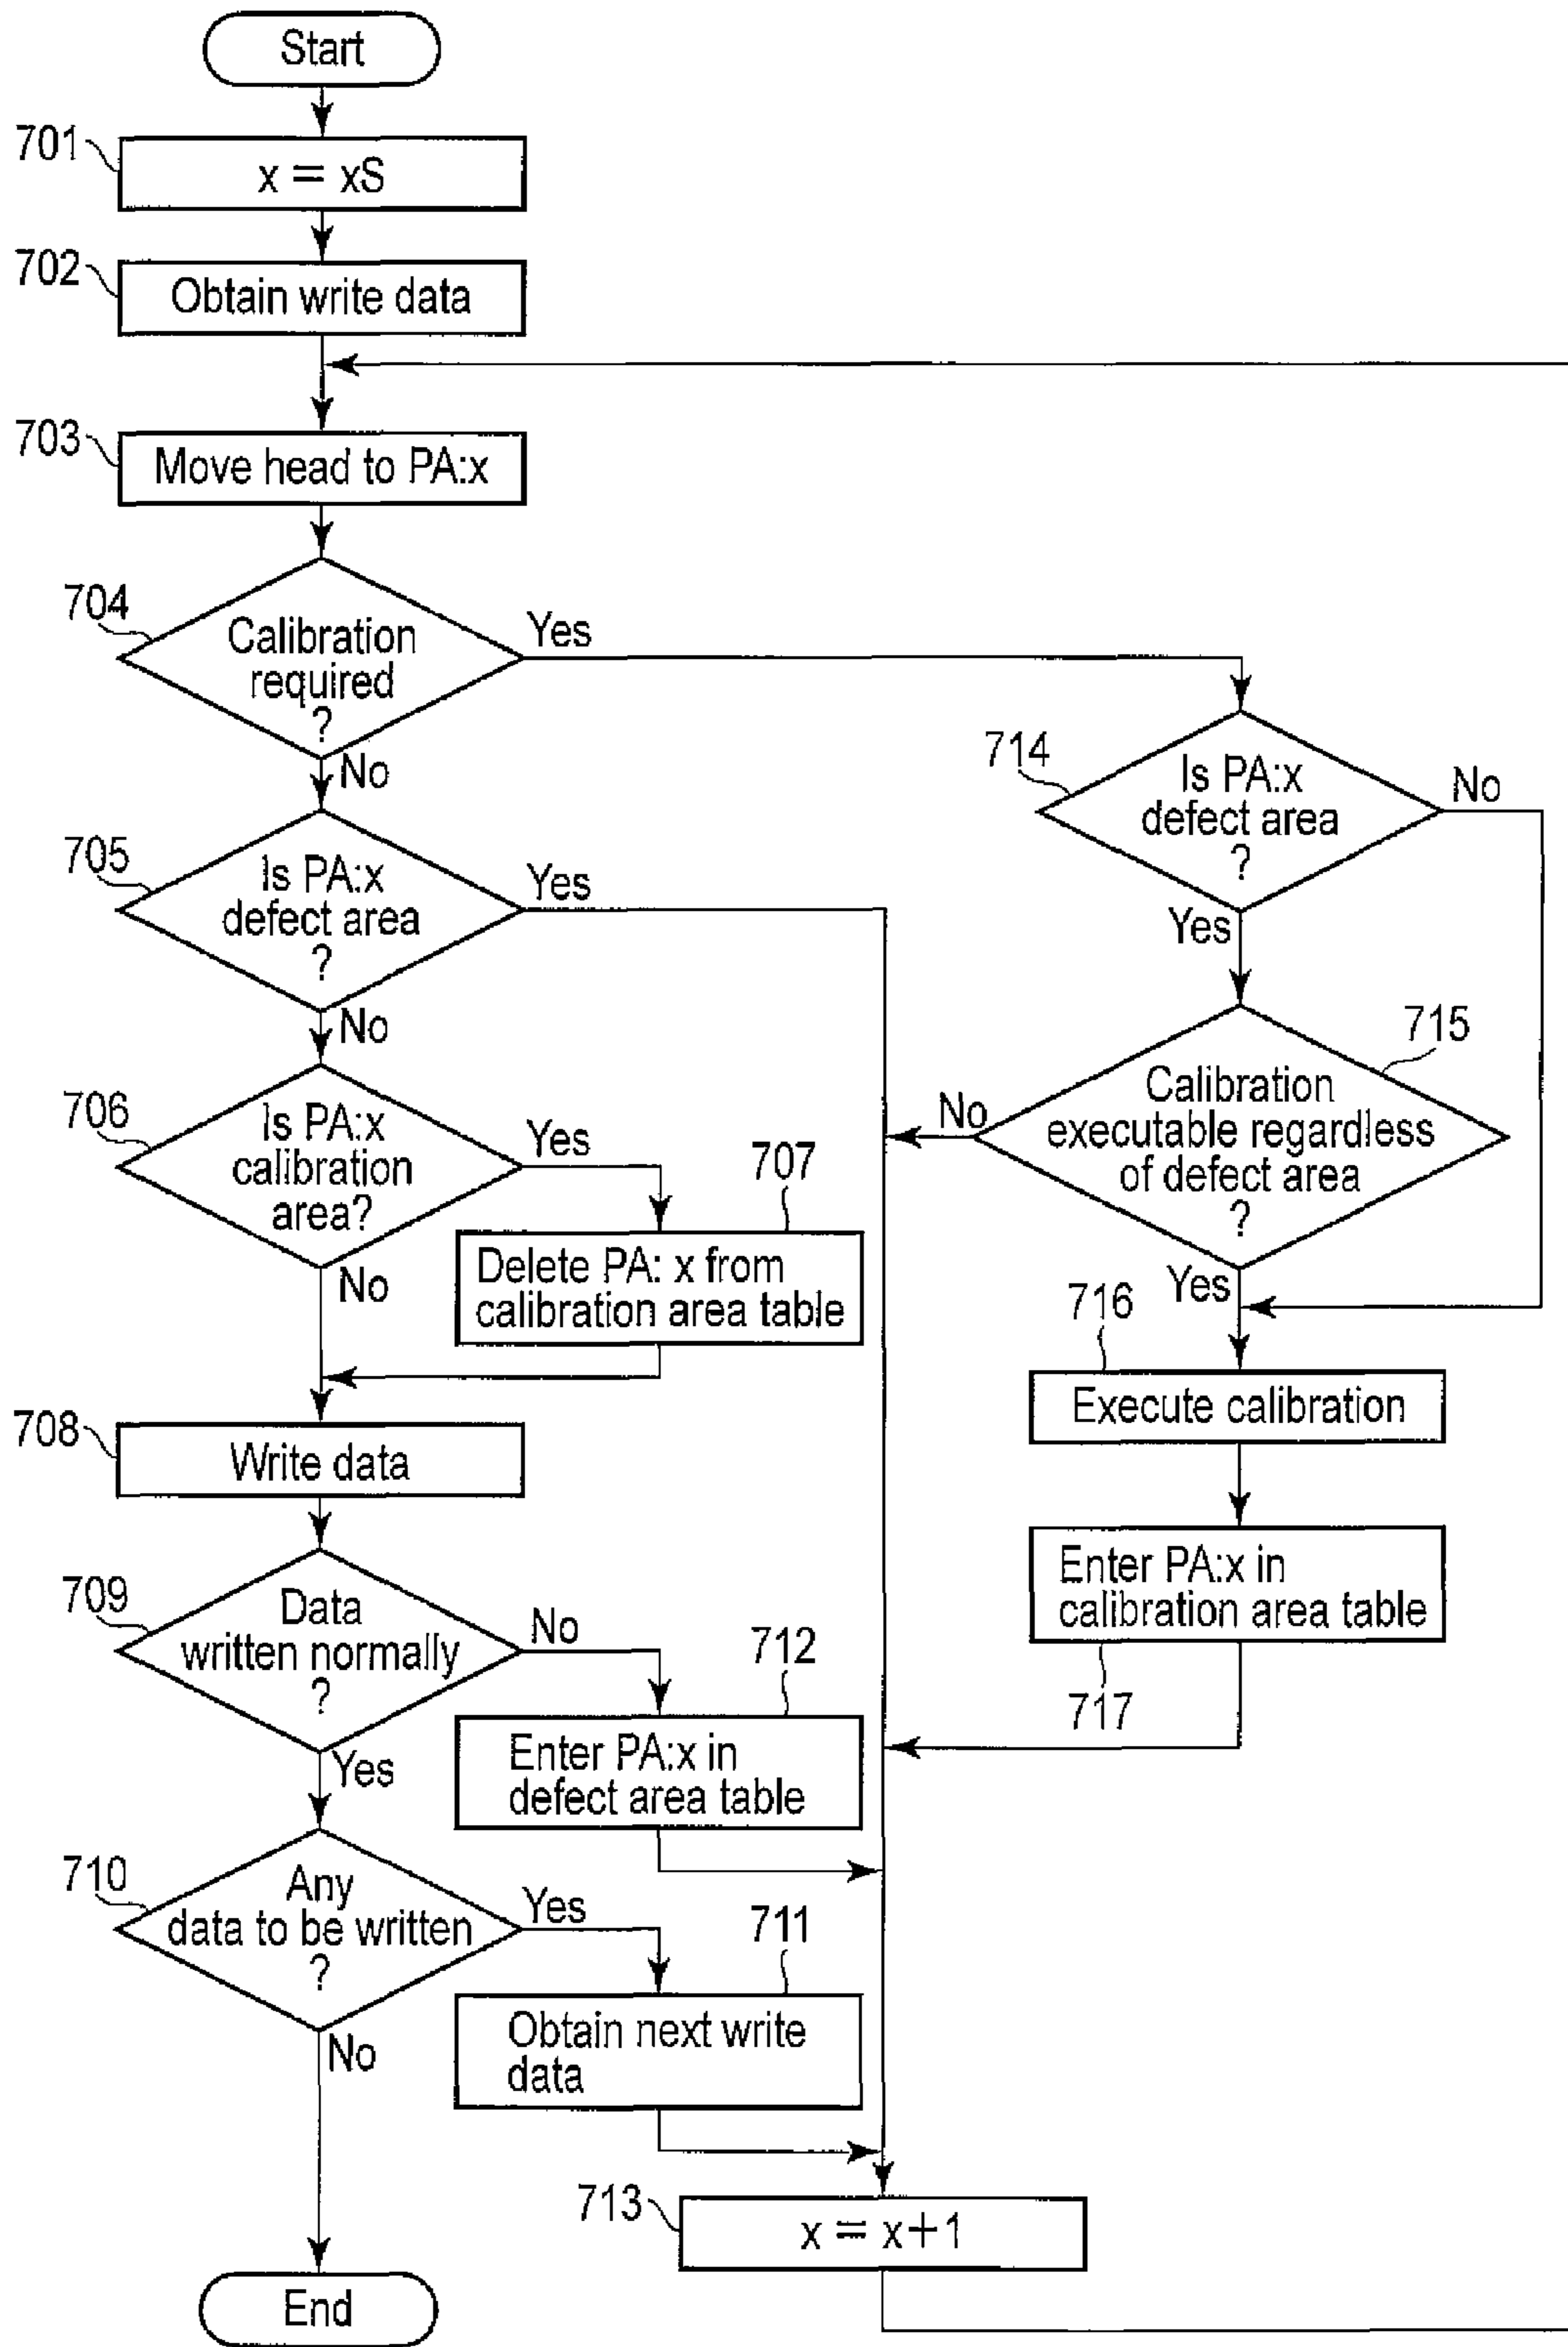 Start
701
x = xS
702
Obtain write data
703
Move head to PA:x
704
Calibration
required
?
Yes
No
714
Is PA:x
defect area
?
No
Yes
705
Is PA:x
defect area
?
Yes
No
715
Calibration
executable regardless
of defect area
?
No
Yes
706
Is PA:x
calibration
area?
Yes
No
707
Delete PA: x from
calibration area table
716
Execute calibration
708
Write data
Enter PA:x in
calibration area table
717
709
Data
written normally
?
No
Yes
712
Enter PA:x in
defect area table
710
Any
data to be written
?
Yes
No
711
Obtain next write
data
713
x = x+1
End